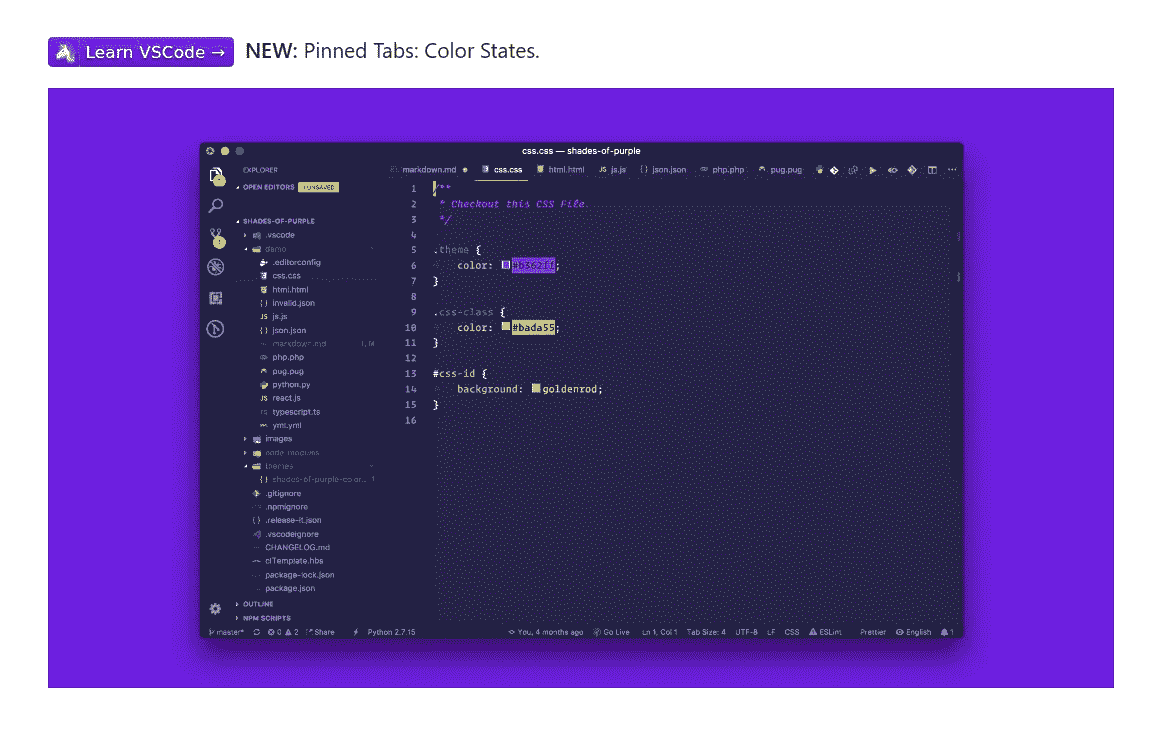 Learn VSCode → NEW: Pinned Tabs: Color States.
css.css — shades-of-purple
EXPLORER
OPEN EDITORS 1 UNSAVED
SHADES-OF-PURPLE
.vscode
demo
.editorconfig
css.css
html.html
invalid.json
js.js
json.json
markdown.md 1, M
php.php
pug.pug
python.py
react.js
typescript.ts
yml.yml
images
node_modules
themes
shades-of-purple-color... 1
.gitignore
.npmignore
.release-it.json
.vscodeignore
CHANGELOG.md
clTemplate.hbs
package-lock.json
package.json
OUTLINE
NPM SCRIPTS
markdown.md css.css html.html JS js.js {} json.json php.php pug.pug
1 /**
2 * Checkout this CSS File.
3 */
4
5 .theme {
6 color: ;
7 }
8
9 .css-class {
10 color: #bada55;
11 }
12
13 #css-id {
14 background: goldenrod;
15 }
16
master* 0 2 Share Python 2.7.15 You, 4 months ago Go Live Ln 1, Col 1 Tab Size: 4 UTF-8 LF CSS ESLint Prettier English 1